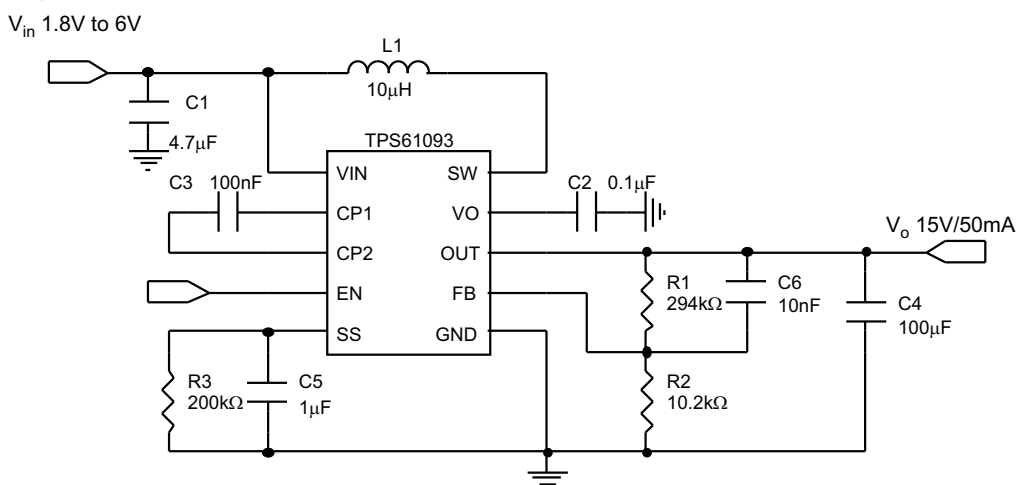 Vin 1.8V to 6V
L1
10μH
C1
4.7μF
TPS61093
C3 100nF
VIN
SW
C2 0.1μF
CP1
VO
Vo 15V/50mA
CP2
OUT
EN
FB
R1
294kΩ
C6
10nF
C4
100μF
SS
GND
R3
200kΩ
C5
1μF
R2
10.2kΩ